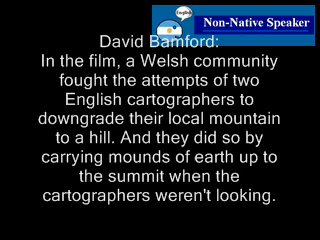 English
Non-Native Speaker
David Bamford:
In the film, a Welsh community
fought the attempts of two
English cartographers to
downgrade their local mountain
to a hill. And they did so by
carrying mounds of earth up to
the summit when the
cartographers weren't looking.